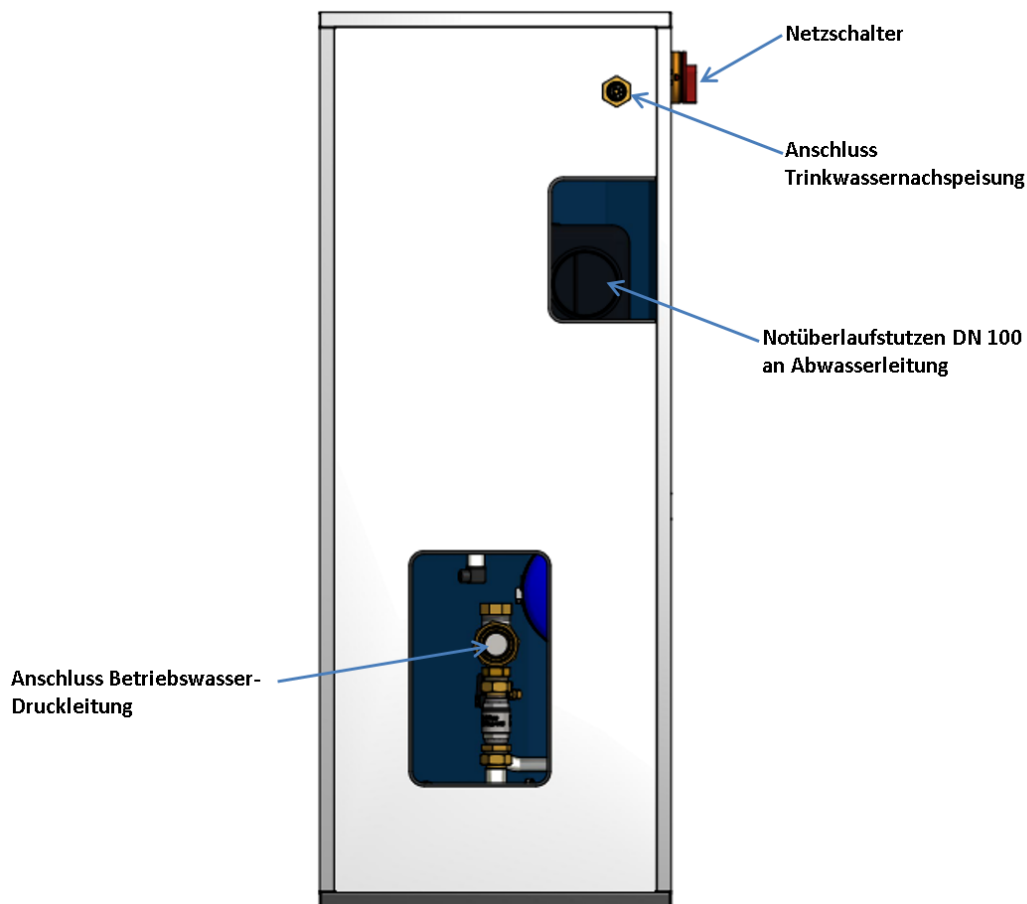 Netzschalter
Anschluss
Trinkwassernachspeisung
Notüberlaufstutzen DN 100
an Abwasserleitung
Anschluss Betriebswasser-
Druckleitung